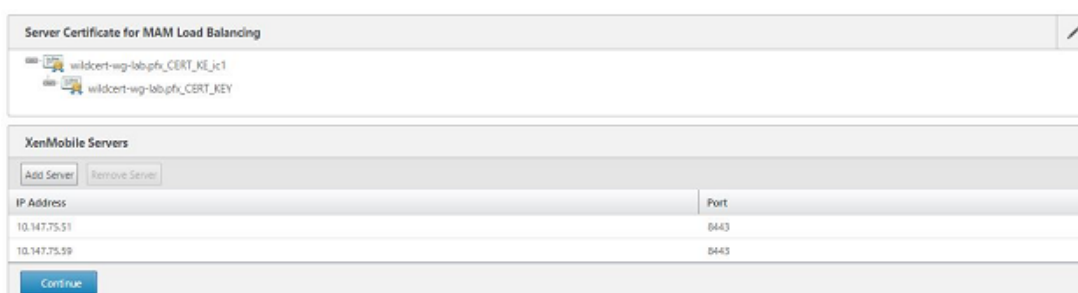 Server Certificate for MAM Load Balancing
wildcert-wg-lab.pfx_CERT_KE_ic1
wildcert-wg-lab.pfx_CERT_KEY
XenMobile Servers
Add Server Remove Server
IP Address Port
10.147.75.51 8443
10.147.75.59 8443
Continue